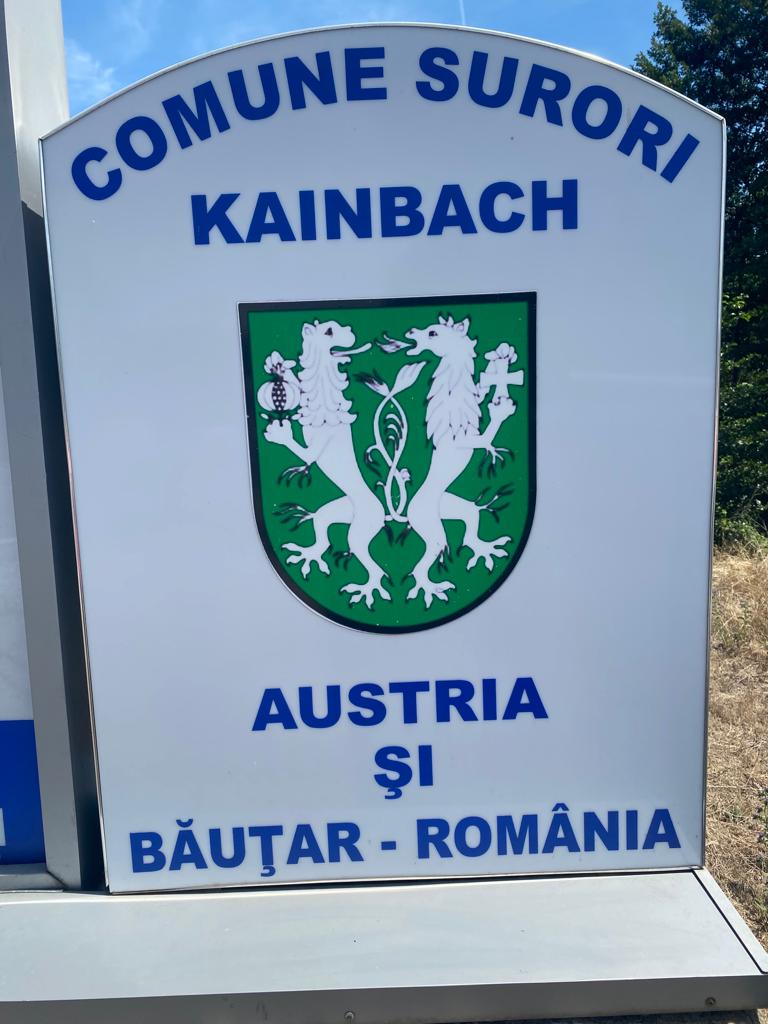 COMUNE SURORI
KAINBACH
AUSTRIA
ŞI
BĂUŢAR - ROMÂNIA